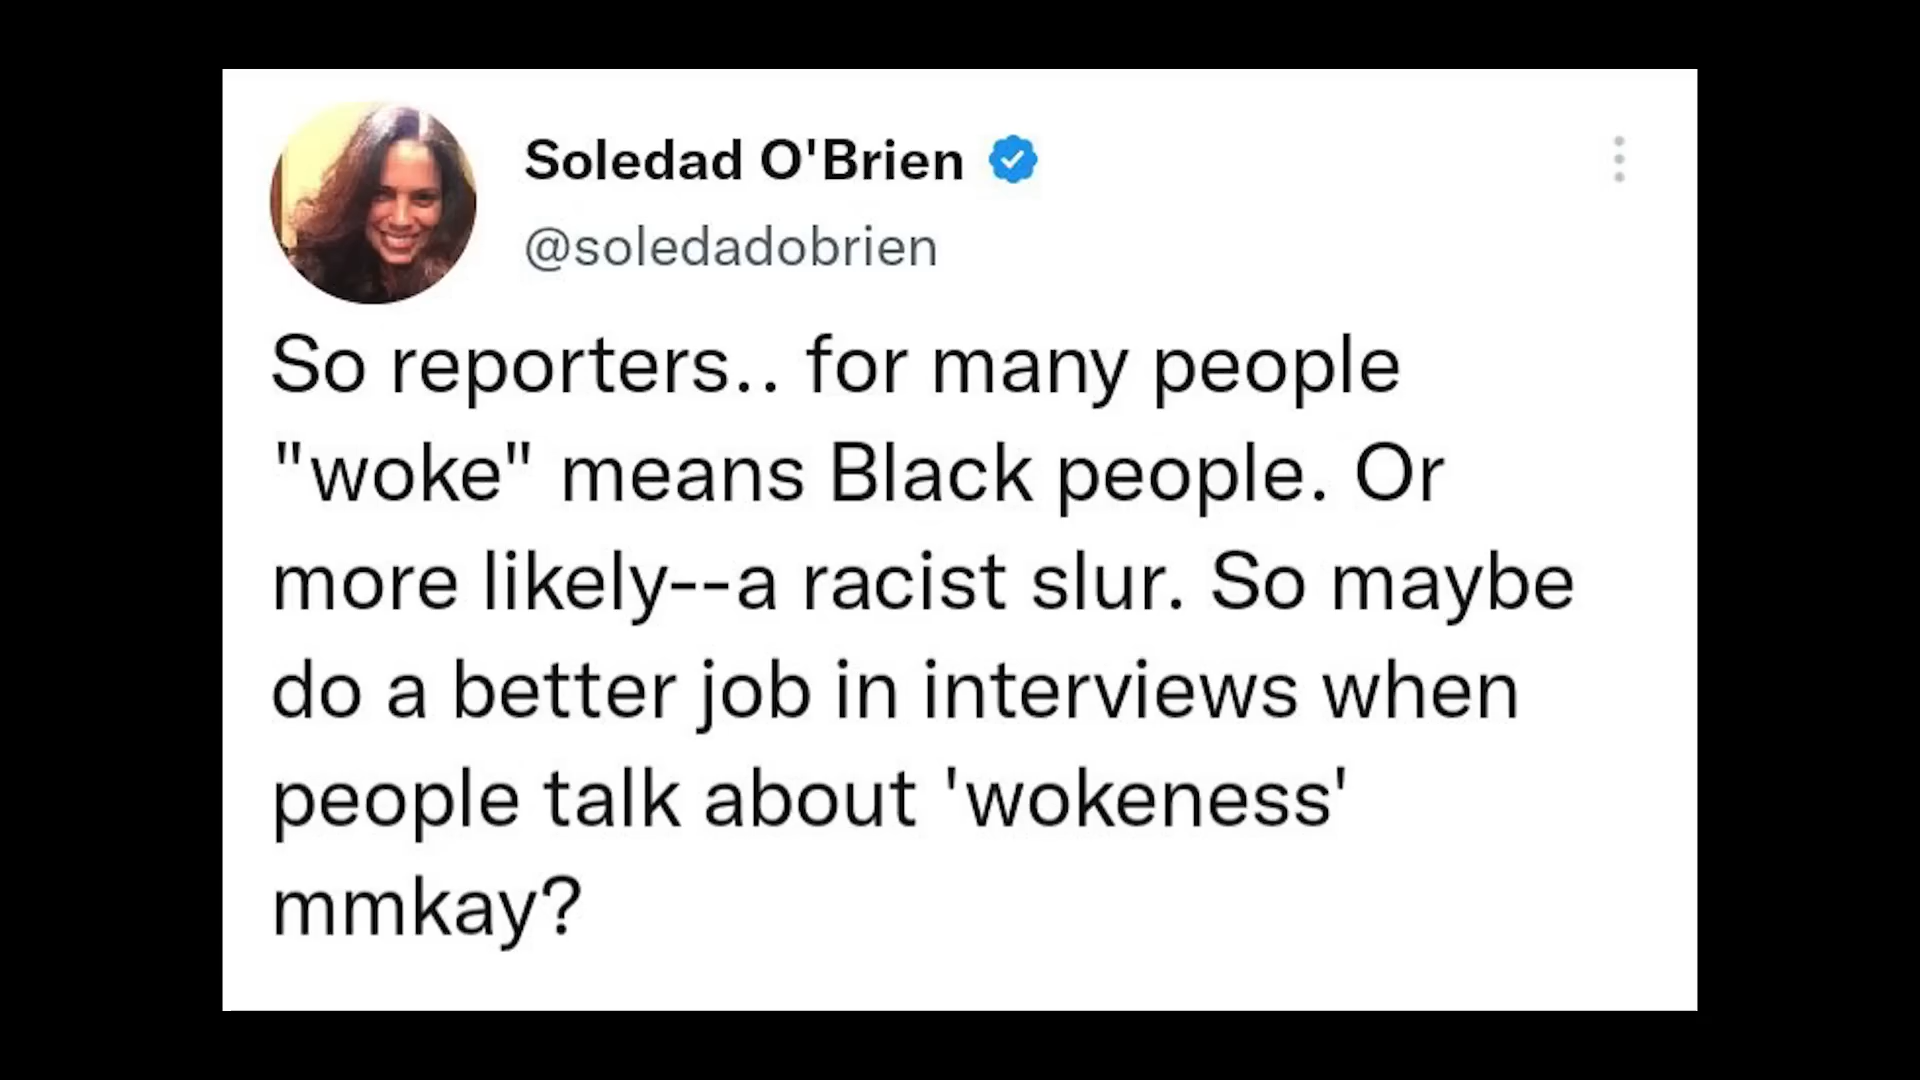 Soledad O'Brien
@soledadobrien
So reporters.. for many people
"woke" means Black people. Or
more likely--a racist slur. So maybe
do a better job in interviews when
people talk about 'wokeness'
mmkay?